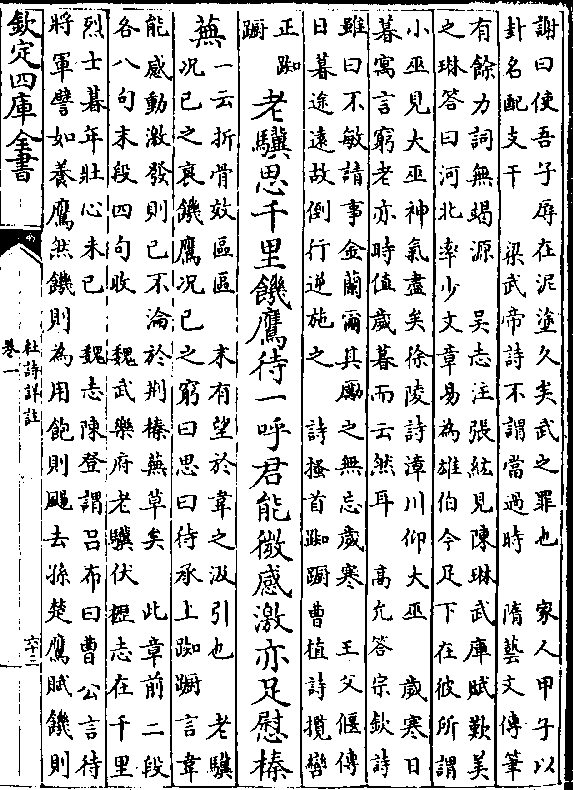 謝曰使吾子辱在泥塗久矣武之罪也　家人甲子以
卦名配支干　梁武帝詩不謂當過時　隋藝文傳筆
有餘力詞無竭源　吴志注張紘見陳琳武庫賦歎美
之琳答曰河北率少文章易為雄伯今足下在彼所謂
小巫見大巫神氣盡矣徐陵詩漳川仰大巫　歲寒日
暮寓言窮老亦時值歲暮而云然耳　高允答宗欽詩
雖曰不敏請事金蘭爾其勵之無忘歲寒　王父偃傳
日暮途遠故倒行逆施之　詩搔首踟蹰曹植詩攬轡
正踟
蹰
老驥思千里饑鷹待一呼君能微感激亦足慰榛
蕪
一云折骨效區區　末有望於韋之汲引也　老驥
况已之衰饑鷹况已之窮曰思曰待承上踟蹰言韋
能感動激發則已不淪於荆榛蕪草矣　此章前二段
各八句末段四句收　魏武樂府老驥伏櫪志在千里
烈士暮年壯心未已　魏志陳登謂吕布曰曹公言待
將軍譬如養鷹然饑則為用飽則颺去孫楚鷹賦饑則
欽定四庫全書
杜詩詳註
卷一
六十三